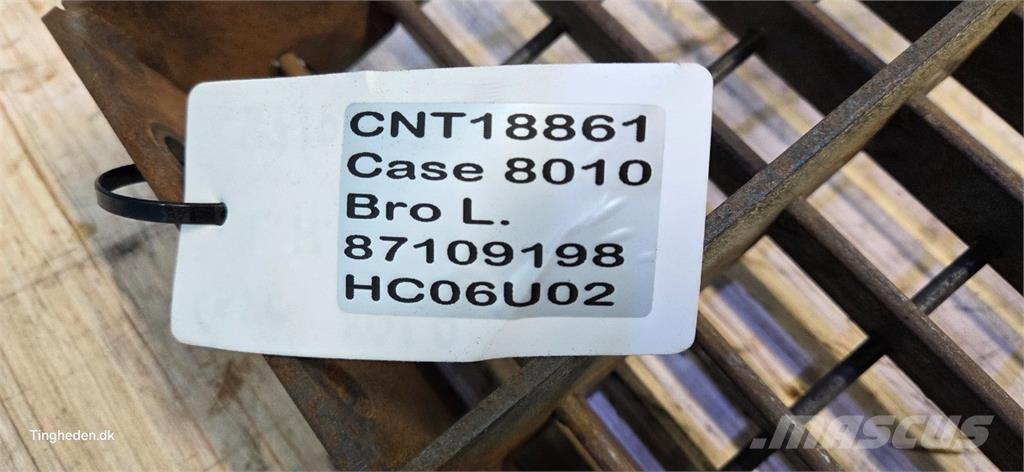 CNT18861
Case 8010
Bro L.
87109198
HC06U02
Tingheden.dk
MASCUS